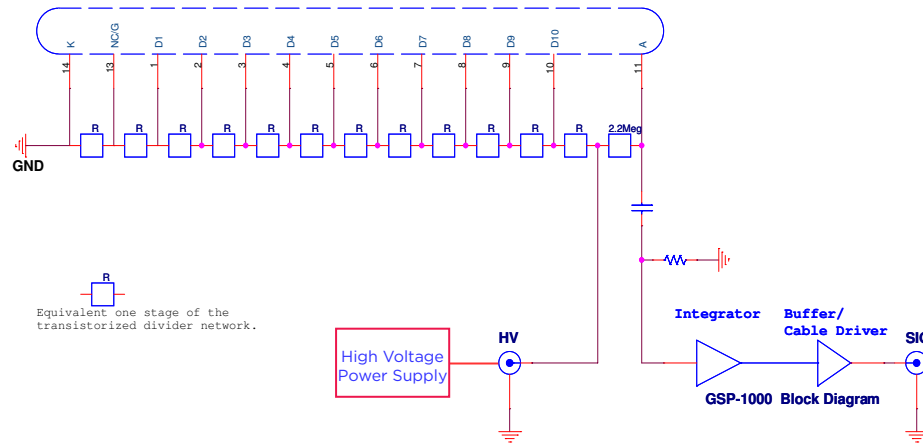 K NC/G D1 D2 D3 D4 D5 D6 D7 D8 D9 D10 A
14 13 1 2 3 4 5 6 7 8 9 10 11
R R R R R R R R R R R R 2.2Meg
GND
R
Equivalent one stage of the
transistorized divider network.
High Voltage
Power Supply
HV
Integrator
Buffer/
Cable Driver
SIG
GSP-1000 Block Diagram